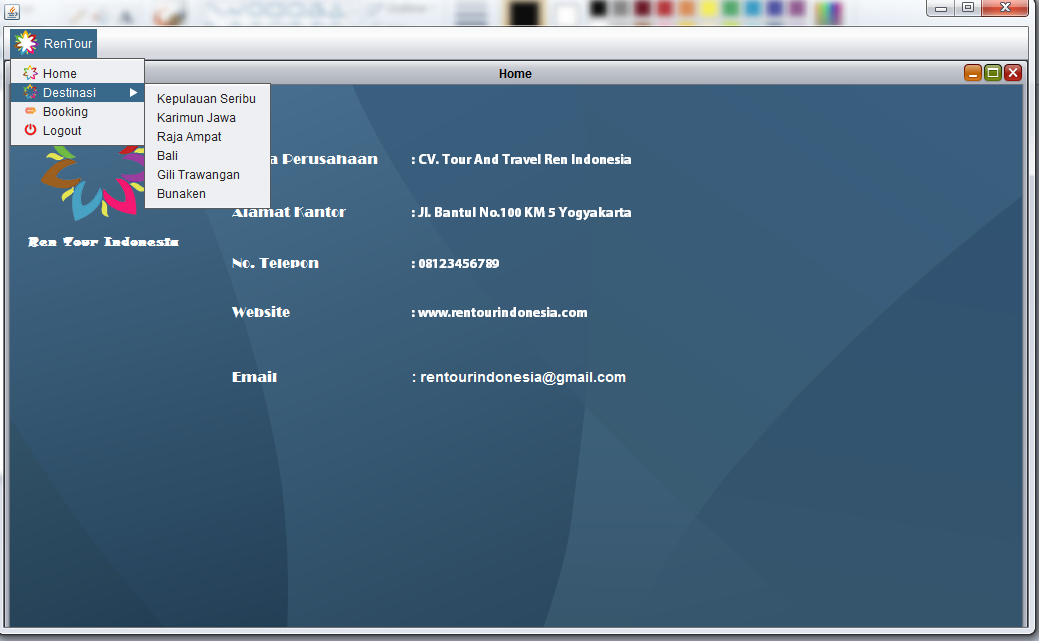 RenTour
Home
Home
Destinasi
Booking
Logout
Kepulauan Seribu
Karimun Jawa
Raja Ampat
Bali
Gili Trawangan
Bunaken
Ren Tour Indonesia
Perusahaan : CV. Tour And Travel Ren Indonesia
Alamat Kantor : Jl. Bantul No.100 KM 5 Yogyakarta
No. Telepon : 08123456789
Website : www.rentourindonesia.com
Email : rentourindonesia@gmail.com